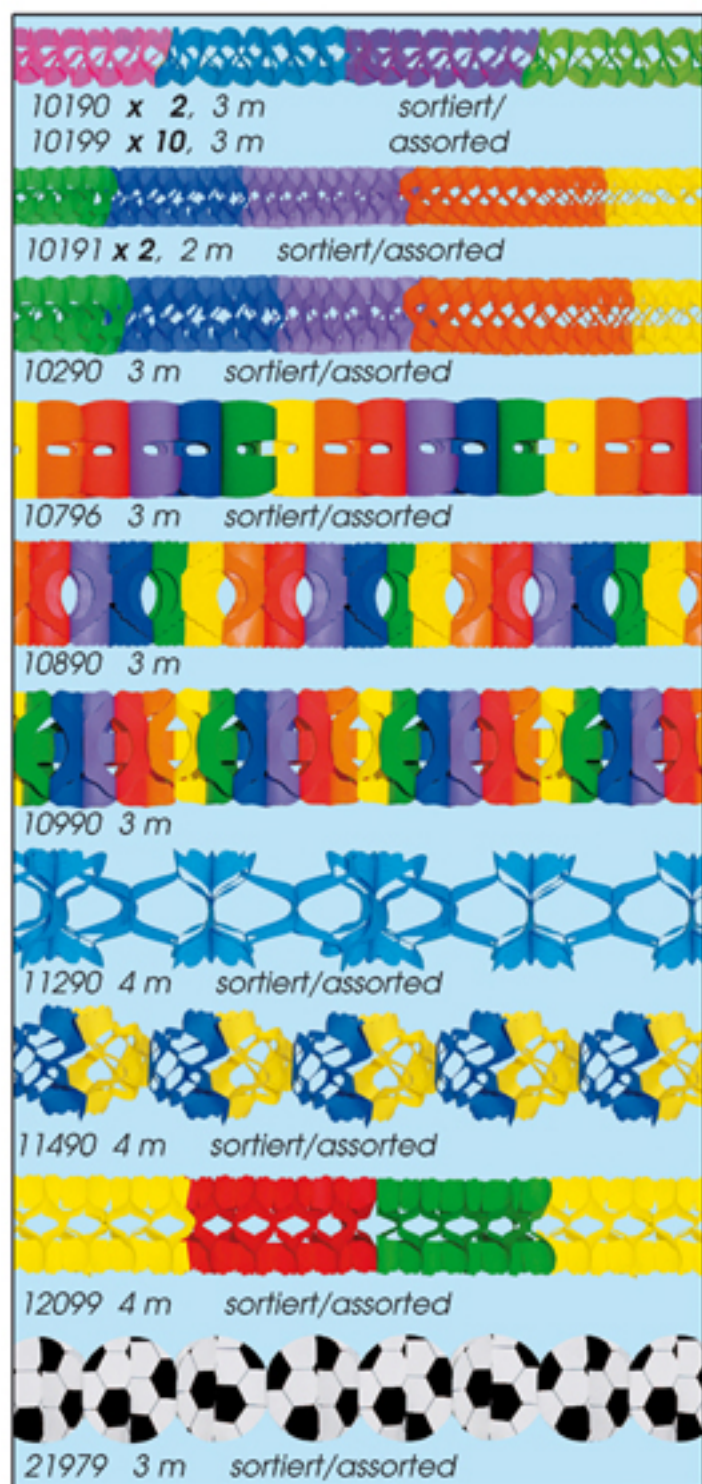 10190 x 2, 3 m sortiert/
10199 x 10, 3 m assorted
10191 x 2, 2 m sortiert/assorted
10290 3 m sortiert/assorted
10796 3 m sortiert/assorted
10890 3 m
10990 3 m
11290 4 m sortiert/assorted
11490 4 m sortiert/assorted
12099 4 m sortiert/assorted
21979 3 m sortiert/assorted